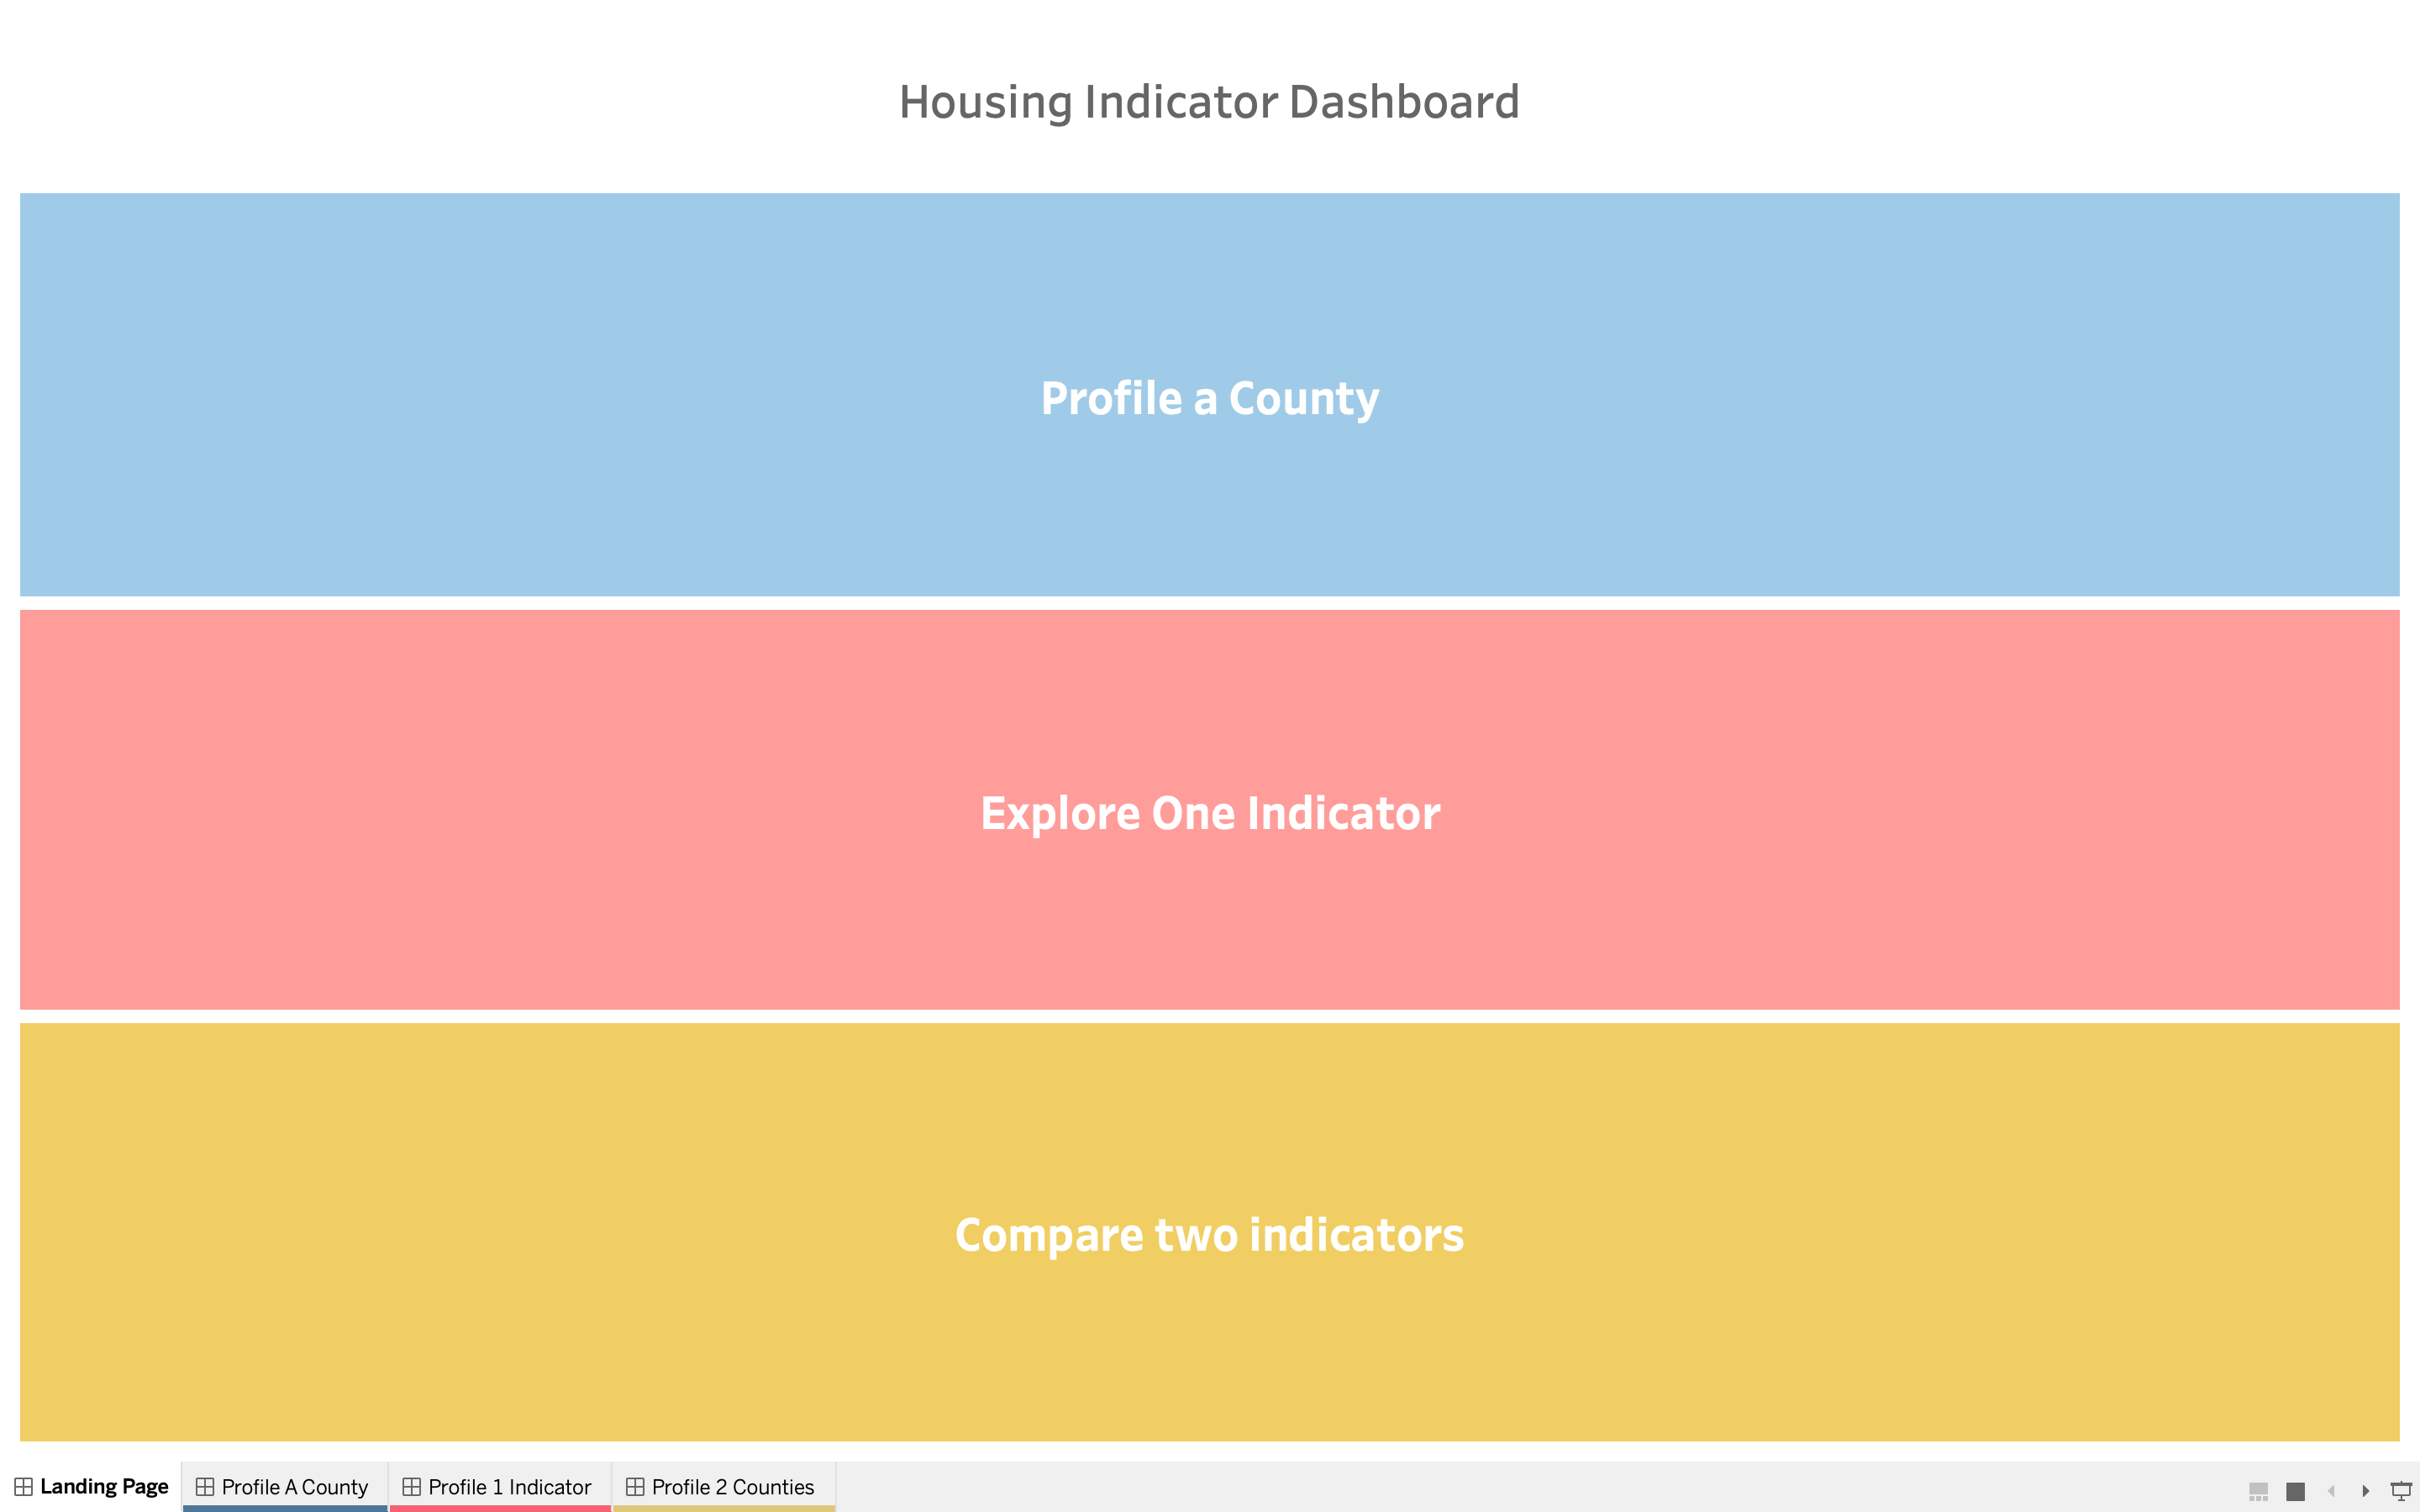 Housing Indicator Dashboard
Profile a County
Explore One Indicator
Compare two indicators
Landing Page
Profile A County
Profile 1 Indicator
Profile 2 Counties